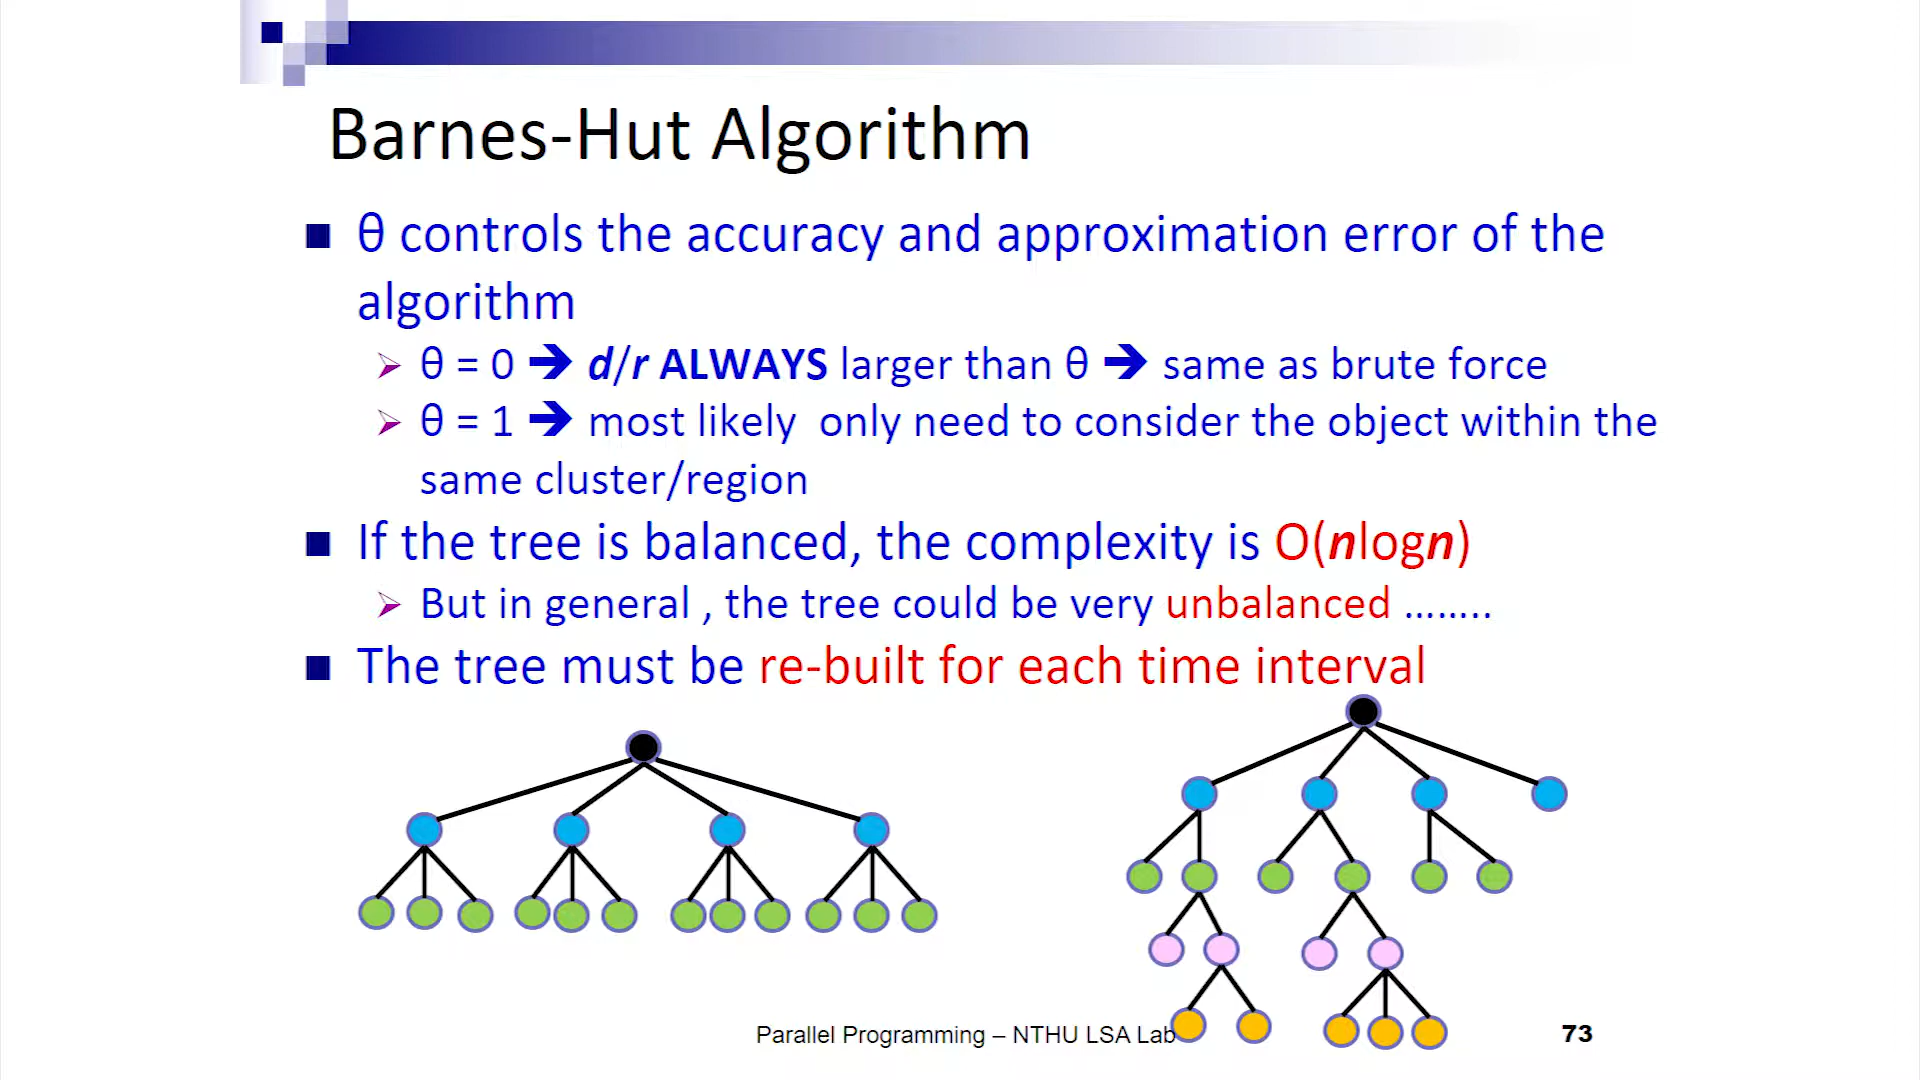 Barnes-Hut Algorithm
θ controls the accuracy and approximation error of the
algorithm
θ = 0 ➔ d/r ALWAYS larger than θ ➔ same as brute force
θ = 1 ➔ most likely only need to consider the object within the
same cluster/region
If the tree is balanced, the complexity is O(nlogn)
But in general , the tree could be very unbalanced ........
The tree must be re-built for each time interval
Parallel Programming – NTHU LSA Lab
73